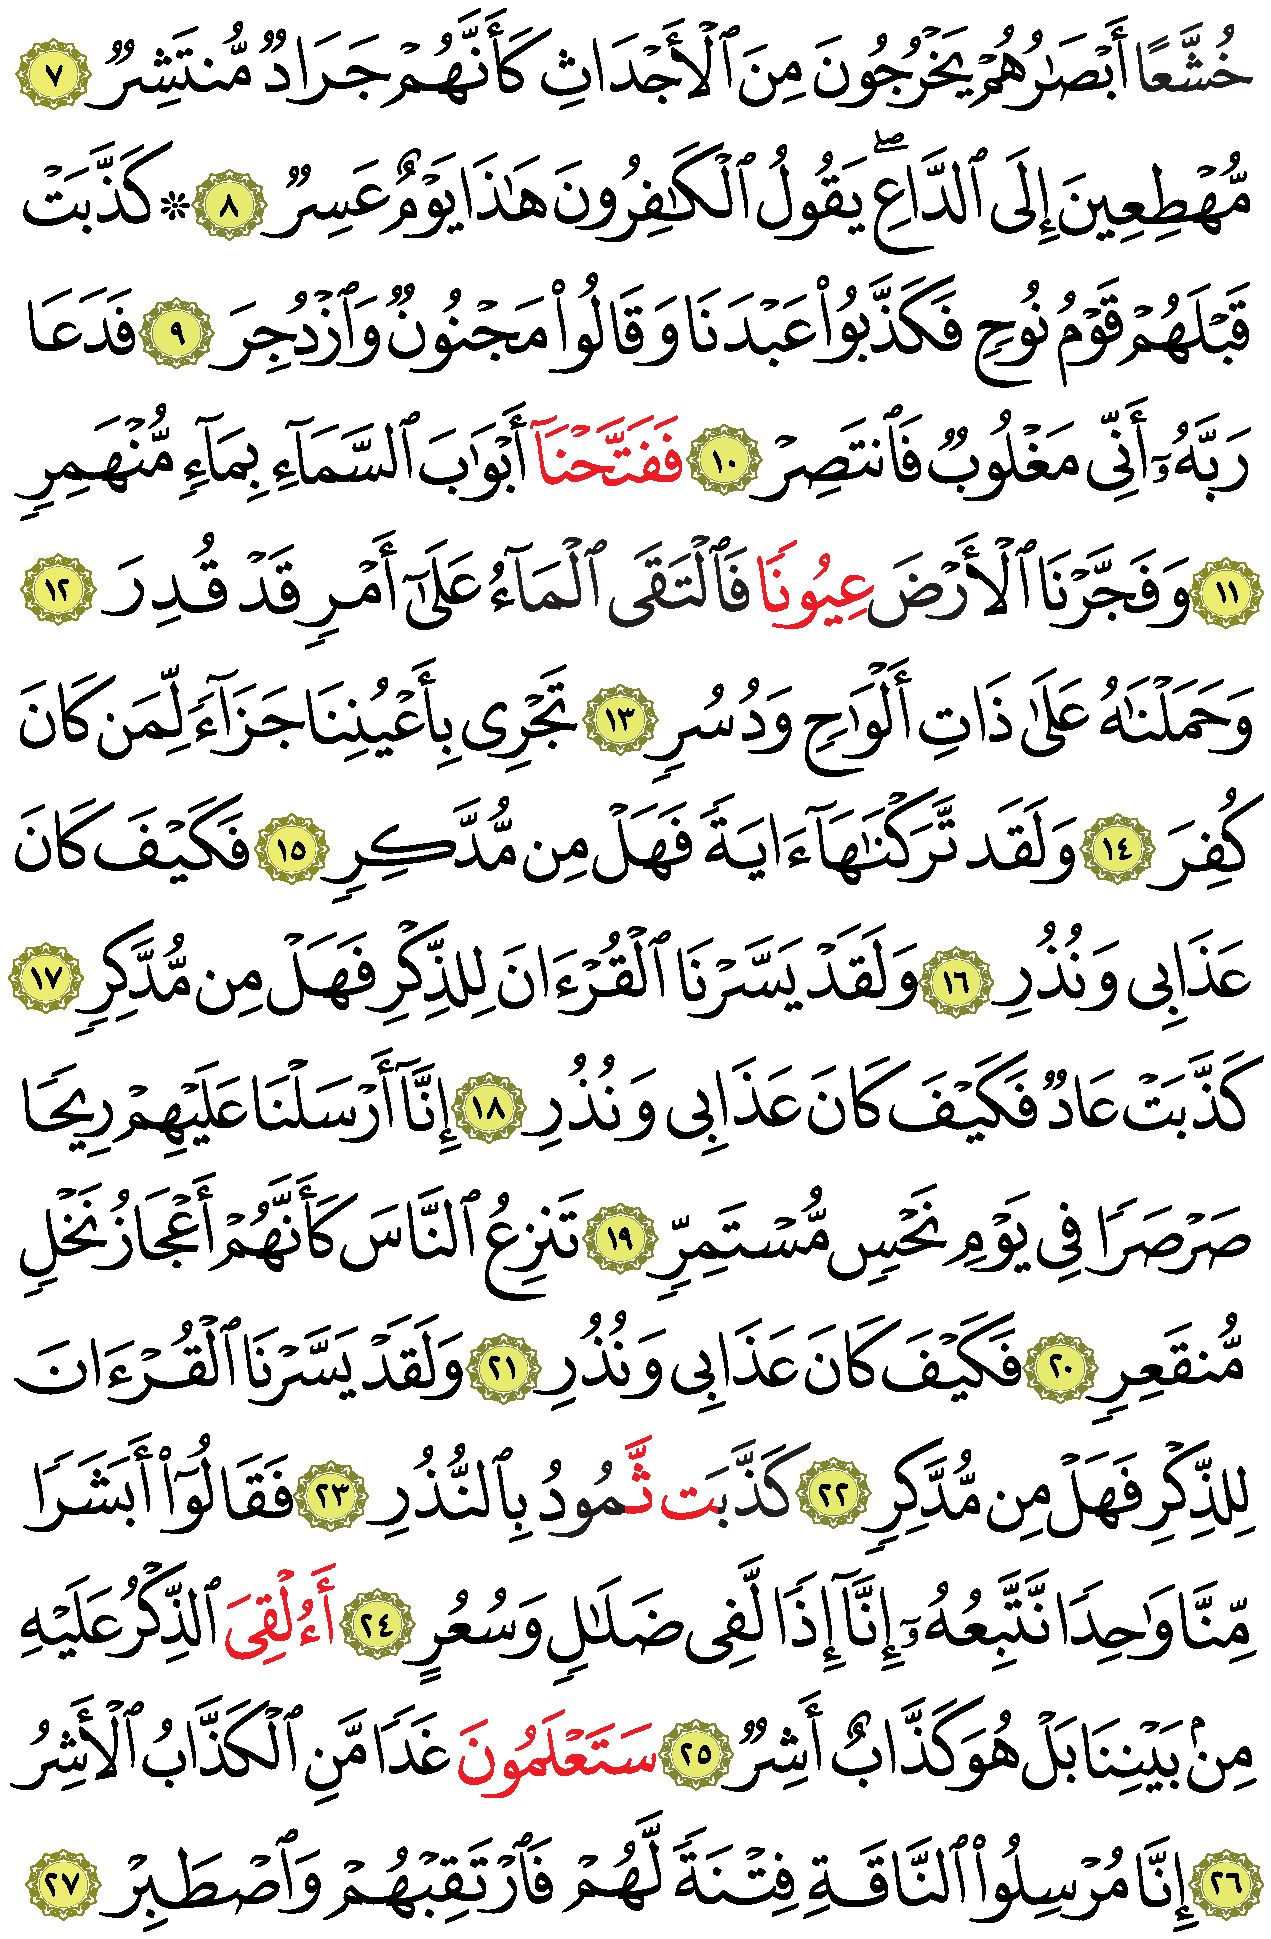 خُشَّعًا أَبْصَٰرُهُمْ يَخْرُجُونَ مِنَ ٱلْأَجْدَاثِ كَأَنَّهُمْ جَرَادٌ مُّنتَشِرٌ ٧
مُّهْطِعِينَ إِلَى ٱلدَّاعِ ۖ يَقُولُ ٱلْكَٰفِرُونَ هَٰذَا يَوْمٌ عَسِرٌ ٨ * كَذَّبَتْ
قَبْلَهُمْ قَوْمُ نُوحٍ فَكَذَّبُوا۟ عَبْدَنَا وَقَالُوا۟ مَجْنُونٌ وَٱزْدُجِرَ ٩ فَدَعَا
رَبَّهُۥٓ أَنِّى مَغْلُوبٌ فَٱنتَصِرْ ١٠ فَفَتَّحْنَآ أَبْوَٰبَ ٱلسَّمَآءِ بِمَآءٍ مُّنْهَمِرٍ
١١ وَفَجَّرْنَا ٱلْأَرْضَ عِيُونًا فَٱلْتَقَى ٱلْمَآءُ عَلَىٰٓ أَمْرٍ قَدْ قُدِرَ ١٢
وَحَمَلْنَٰهُ عَلَىٰ ذَاتِ أَلْوَٰحٍ وَدُسُرٍ ١٣ تَجْرِى بِأَعْيُنِنَا جَزَآءً لِّمَن كَانَ
كُفِرَ ١٤ وَلَقَد تَّرَكْنَٰهَآ ءَايَةً فَهَلْ مِن مُّدَّكِرٍ ١٥ فَكَيْفَ كَانَ
عَذَابِى وَنُذُرِ ١٦ وَلَقَدْ يَسَّرْنَا ٱلْقُرْءَانَ لِلذِّكْرِ فَهَلْ مِن مُّدَّكِرٍ ١٧
كَذَّبَتْ عَادٌ فَكَيْفَ كَانَ عَذَابِى وَنُذُرِ ١٨ إِنَّآ أَرْسَلْنَا عَلَيْهِمْ رِيحًا
صَرْصَرًا فِى يَوْمِ نَحْسٍ مُّسْتَمِرٍّ ١٩ تَنزِعُ ٱلنَّاسَ كَأَنَّهُمْ أَعْجَازُ نَخْلٍ
مُّنقَعِرٍ ٢٠ فَكَيْفَ كَانَ عَذَابِى وَنُذُرِ ٢١ وَلَقَدْ يَسَّرْنَا ٱلْقُرْءَانَ
لِلذِّكْرِ فَهَلْ مِن مُّدَّكِرٍ ٢٢ كَذَّبَت ثَّمُودُ بِٱلنُّذُرِ ٢٣ فَقَالُوٓا۟ أَبَشَرًا
مِّنَّا وَٰحِدًا نَّتَّبِعُهُۥٓ إِنَّآ إِذًا لَّفِى ضَلَٰلٍ وَسُعُرٍ ٢٤ أَءُلْقِىَ ٱلذِّكْرُ عَلَيْهِ
مِنۢ بَيْنِنَا بَلْ هُوَ كَذَّابٌ أَشِرٌ ٢٥ سَتَعْلَمُونَ غَدًا مَّنِ ٱلْكَذَّابُ ٱلْأَشِرُ
٢٦ إِنَّا مُرْسِلُوا۟ ٱلنَّاقَةِ فِتْنَةً لَّهُمْ فَٱرْتَقِبْهُمْ وَٱصْطَبِرْ ٢٧